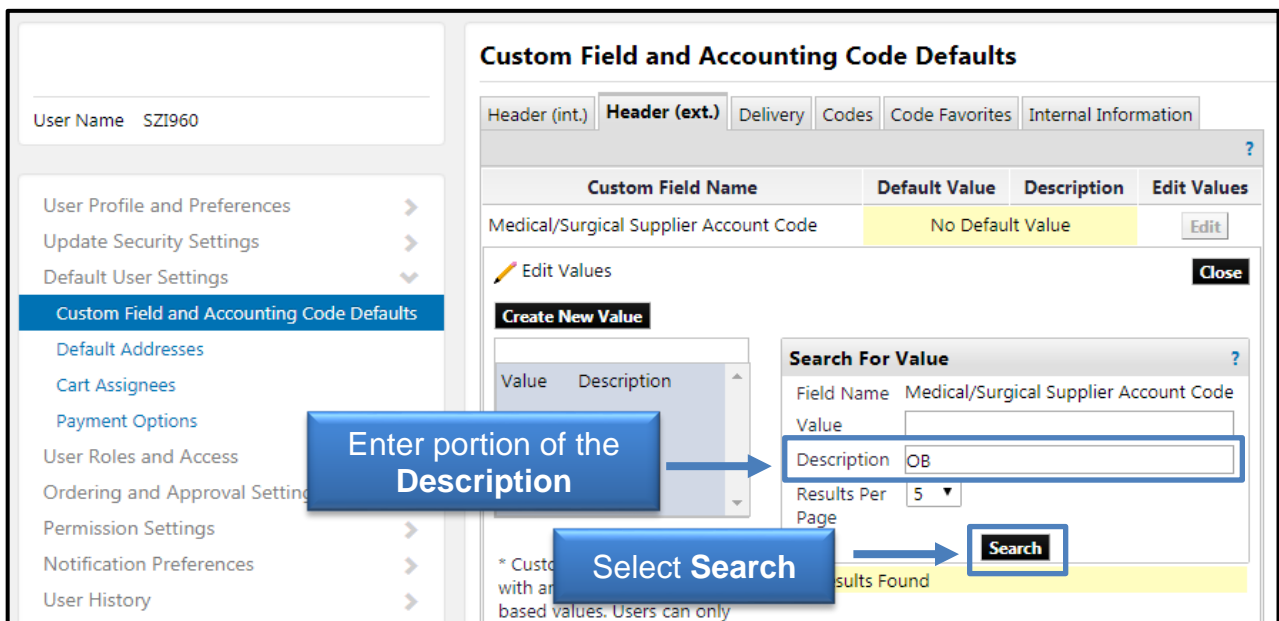 User Name SZI960
User Profile and Preferences
Update Security Settings
Default User Settings
Custom Field and Accounting Code Defaults
Default Addresses
Cart Assignees
Payment Options
User Roles and Access
Ordering and Approval
Permission Settings
Notification Preferences
User History
Custom Field and Accounting Code Defaults
Header (int.) Header (ext.) Delivery Codes Code Favorites Internal Information
?
Custom Field Name Default Value Description Edit Values
Medical/Surgical Supplier Account Code No Default Value Edit
Edit Values Close
Create New Value
Value Description
Search For Value ?
Field Name Medical/Surgical Supplier Account Code
Value
Description OB
Results Per
Page
5
Search
Found
* 
with
based values. Users can only
Enter portion of the
Description
Select Search